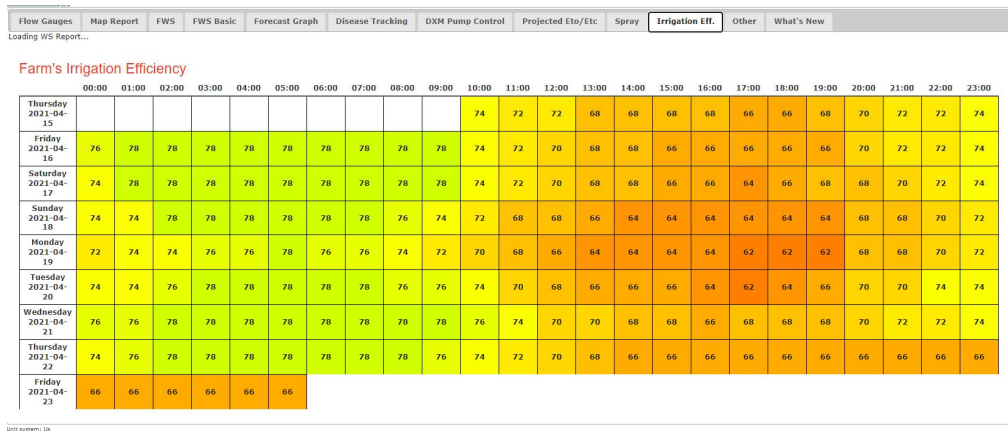 Flow Gauges Map Report FWS FWS Basic Forecast Graph Disease Tracking DXM Pump Control Projected Eto/Etc Spray Irrigation Eff. Other What's New
Loading WS Report...
Farm's Irrigation Efficiency
00:00 01:00 02:00 03:00 04:00 05:00 06:00 07:00 08:00 09:00 10:00 11:00 12:00 13:00 14:00 15:00 16:00 17:00 18:00 19:00 20:00 21:00 22:00 23:00
Thursday
2021-04-
15
74 72 72 68 68 68 68 66 66 68 70 72 72 74
Friday
2021-04-
16
76 78 78 78 78 78 78 78 78 78 74 72 70 68 68 66 66 66 66 66 70 72 72 74
Saturday
2021-04-
17
74 78 78 78 78 78 78 78 78 78 74 72 70 68 68 66 66 64 66 68 68 70 72 74
Sunday
2021-04-
18
74 74 78 78 78 78 78 78 76 74 72 68 68 66 64 64 64 64 64 64 68 68 70 72
Monday
2021-04-
19
72 74 74 76 76 78 76 76 74 72 70 68 66 64 64 64 64 62 62 62 68 68 70 72
Tuesday
2021-04-
20
74 74 76 78 78 78 78 78 76 76 74 70 68 66 66 66 64 62 64 66 70 70 74 74
Wednesday
2021-04-
21
76 76 78 78 78 78 78 78 78 78 76 74 70 70 68 68 66 68 68 68 70 72 72 74
Thursday
2021-04-
22
74 76 78 78 78 78 78 78 78 76 74 72 70 68 66 66 66 66 66 66 66 66 66 66
Friday
2021-04-
23
66 66 66 66 66 66
Unit system: Us